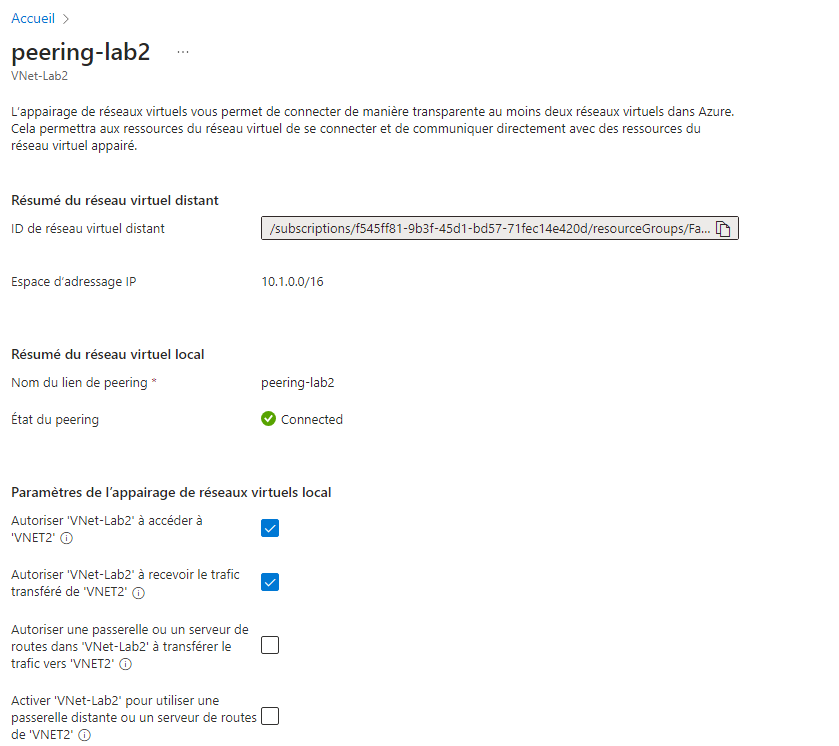 Accueil >
peering-lab2 ...
VNet-Lab2
L'appairage de réseaux virtuels vous permet de connecter de manière transparente au moins deux réseaux virtuels dans Azure.
Cela permettra aux ressources du réseau virtuel de se connecter et de communiquer directement avec des ressources du
réseau virtuel appairé.
Résumé du réseau virtuel distant
ID de réseau virtuel distant /subscriptions/f545ff81-9b3f-45d1-bd57-71fec14e420d/resourceGroups/Fa...
Espace d'adressage IP 10.1.0.0/16
Résumé du réseau virtuel local
Nom du lien de peering * peering-lab2
État du peering Connected
Paramètres de l'appairage de réseaux virtuels local
Autoriser 'VNet-Lab2' à accéder à
'VNET2'
Autoriser 'VNet-Lab2' à recevoir le trafic
transféré de 'VNET2'
Autoriser une passerelle ou un serveur de
routes dans 'VNet-Lab2' à transférer le
trafic vers 'VNET2'
Activer 'VNet-Lab2' pour utiliser une
passerelle distante ou un serveur de routes
de 'VNET2'